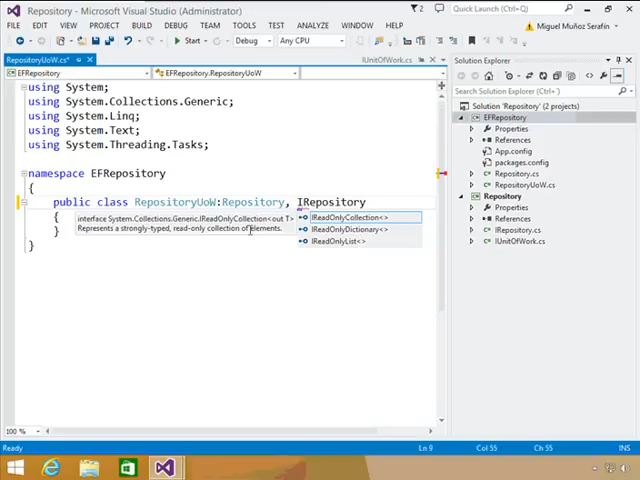 Repository - Microsoft Visual Studio (Administrator)
2
Quick Launch (Ctrl+Q)
FILE EDIT VIEW PROJECT BUILD DEBUG TEAM TOOLS TEST ANALYZE WINDOW HELP
Miguel Muñoz Serafín
Start Debug Any CPU
RepositoryUoW.cs*
IUnitOfWork.cs
Solution Explorer
EFRepository
EFRepository.RepositoryUoW
Search Solution Explorer (Ctrl+)
Solution 'Repository' (2 projects)
EFRepository
Properties
References
App.config
packages.config
Repository.cs
RepositoryUoW.cs
Repository
Properties
References
IRepository.cs
IUnitOfWork.cs
using System;
using System.Collections.Generic;
using System.Linq;
using System.Text;
using System.Threading.Tasks;
namespace EFRepository
{
public class RepositoryUoW:Repository, IRepository
{
}
}
interface System.Collections.Generic.IReadOnlyCollection<out T>
Represents a strongly-typed, read-only collection of elements.
IReadOnlyCollection<>
IReadOnlyDictionary<>
IReadOnlyList<>
100 %
Ready
Ln 9
Col 55
Ch 55
INS